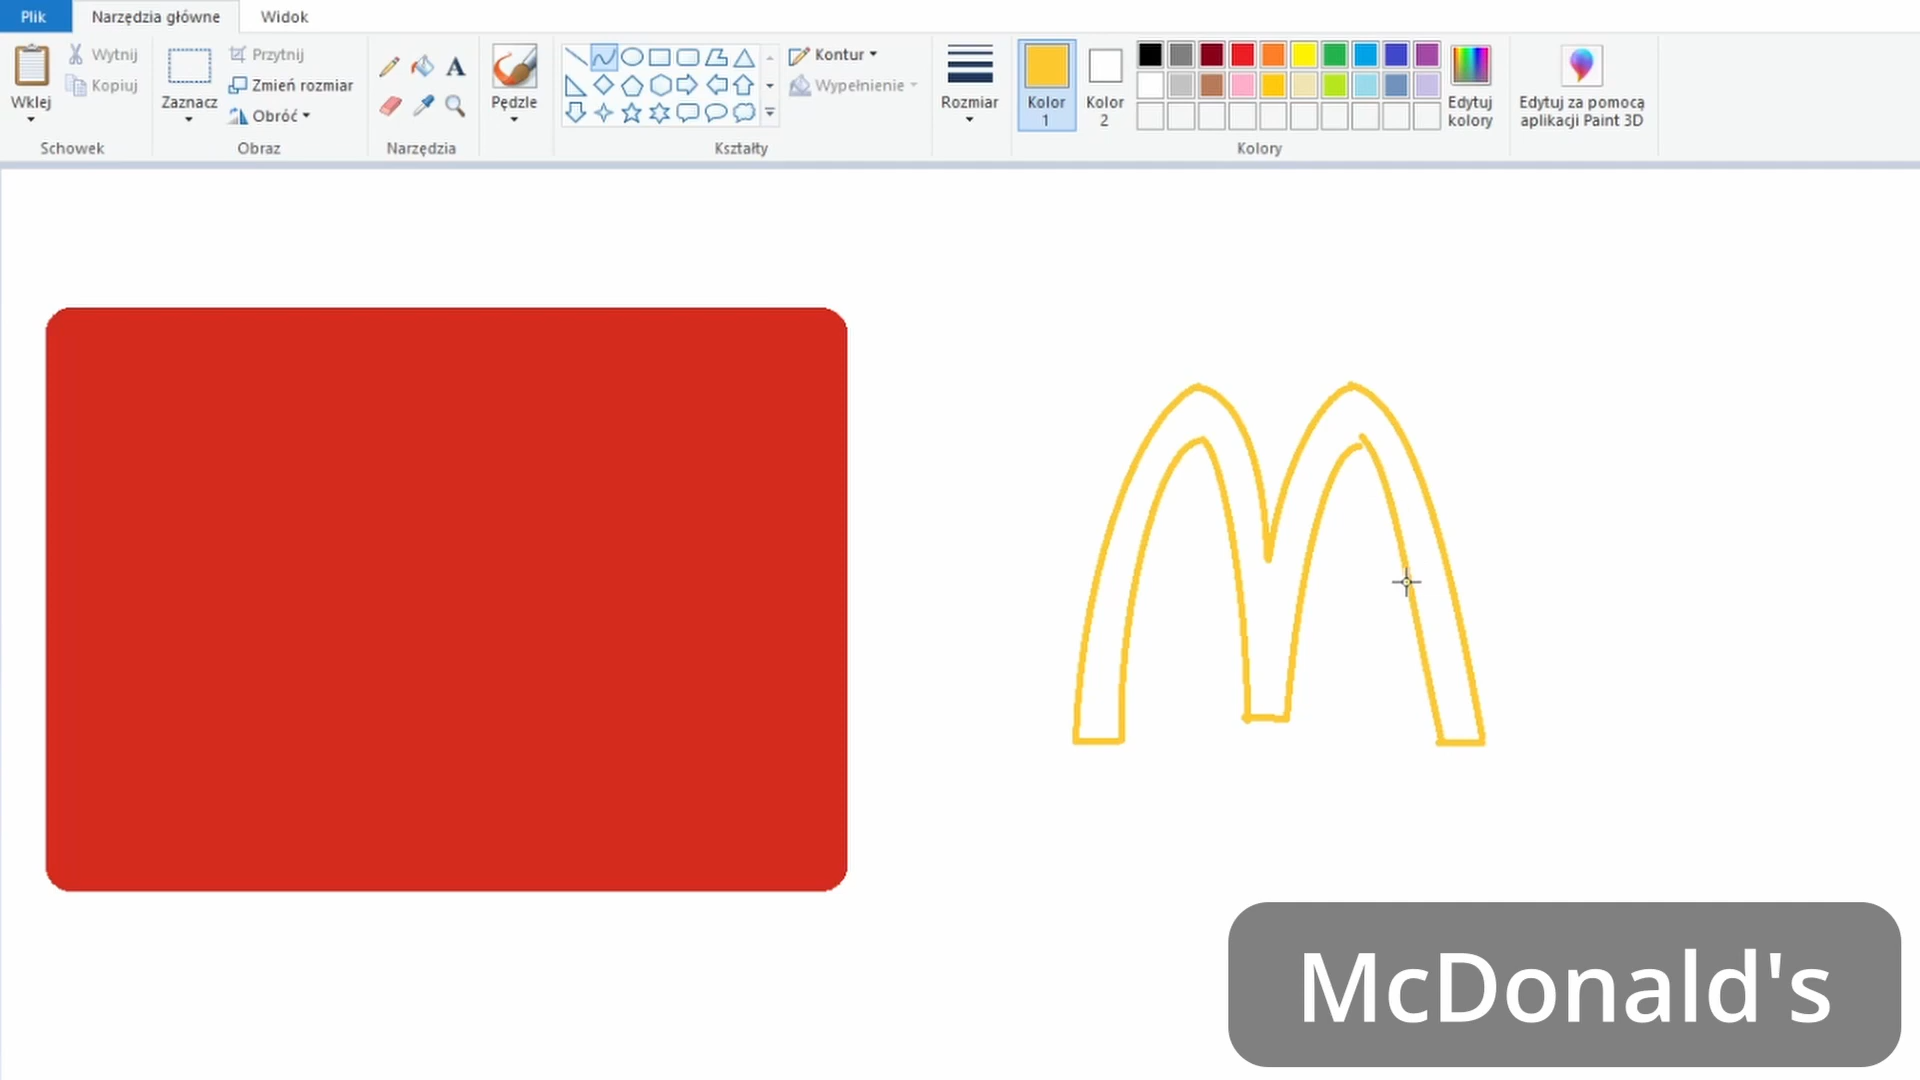 Plik Narzędzia główne Widok
Wklej
Wytnij
Kopiuj
Schowek
Zaznacz
Przytnij
Zmień rozmiar
Obróć
Obraz
A
Narzędzia
Pędzle
Kontur
Wypełnienie
Kształty
Rozmiar
Kolor
1
Kolor
2
Kolory
Edytuj
kolory
Edytuj za pomocą
aplikacji Paint 3D
McDonald's